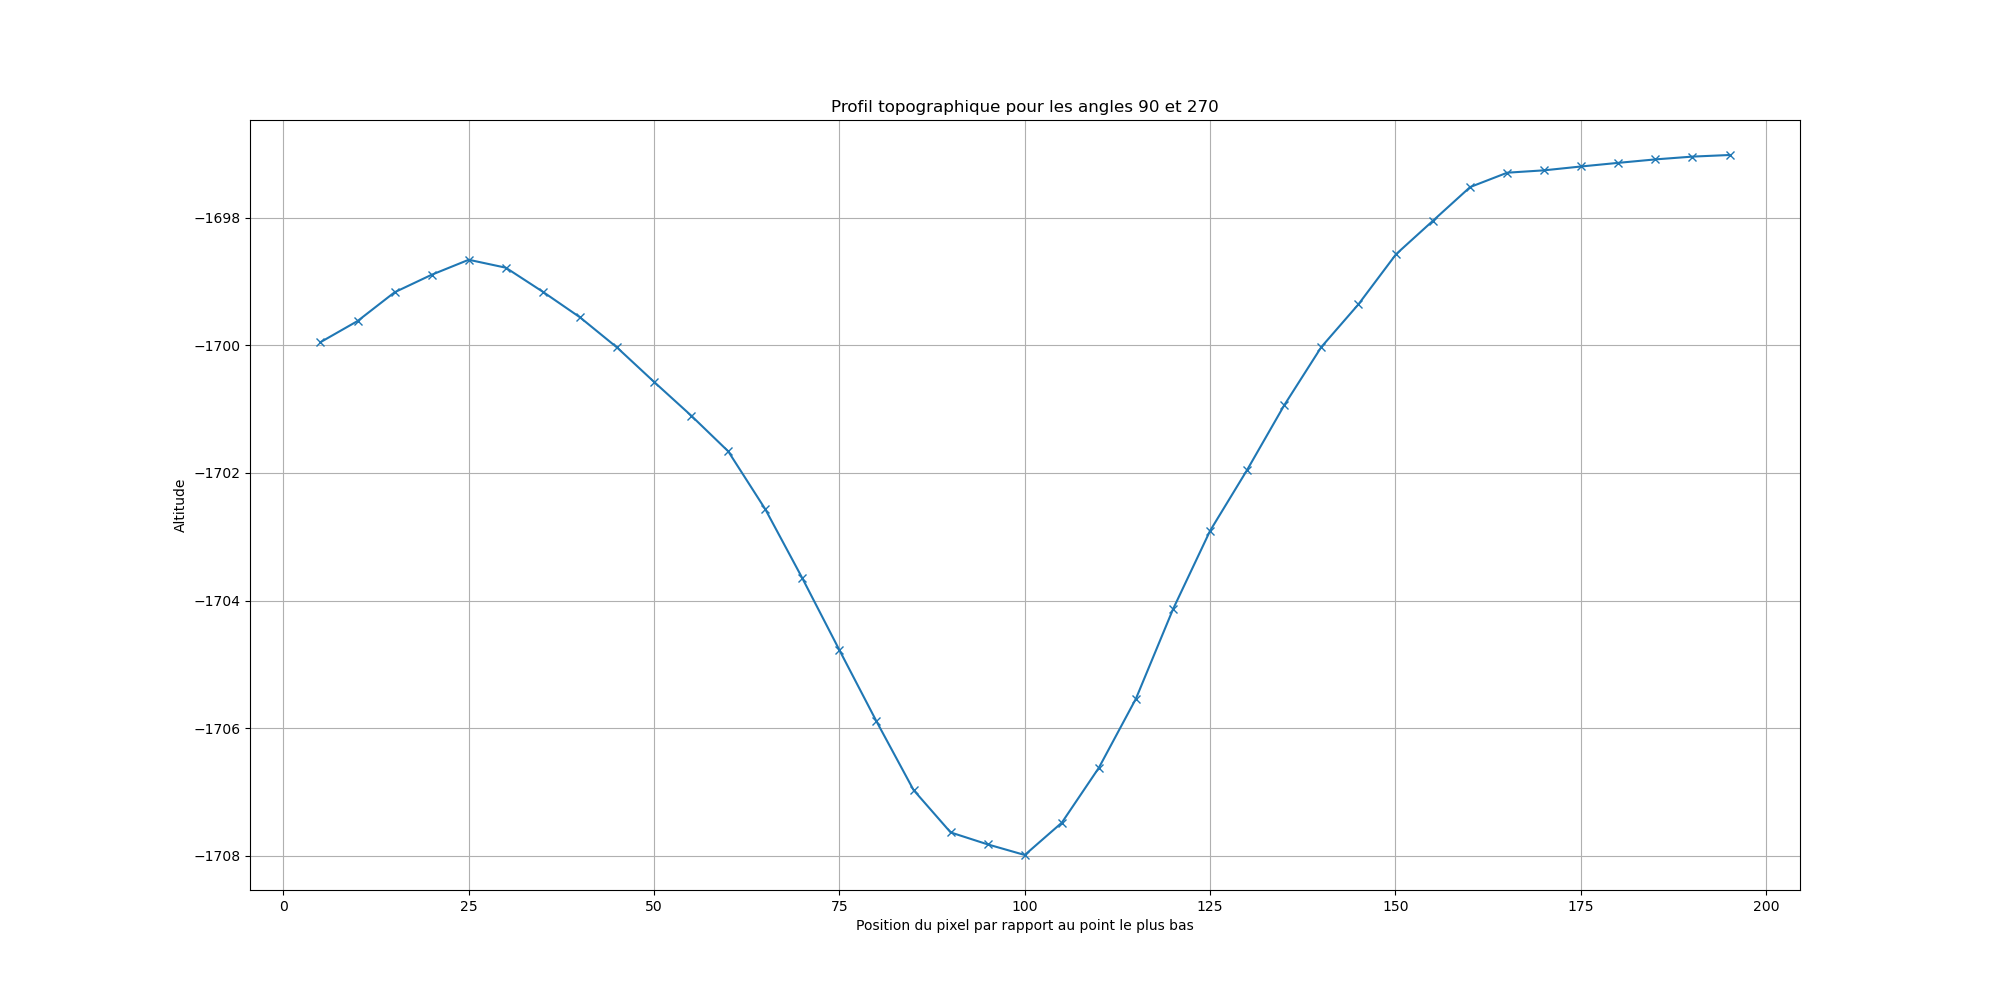 Profil topographique pour les angles 90 et 270
−1698
−1700
−1702
−1704
−1706
−1708
Altitude
0 25 50 75 100 125 150 175 200
Position du pixel par rapport au point le plus bas